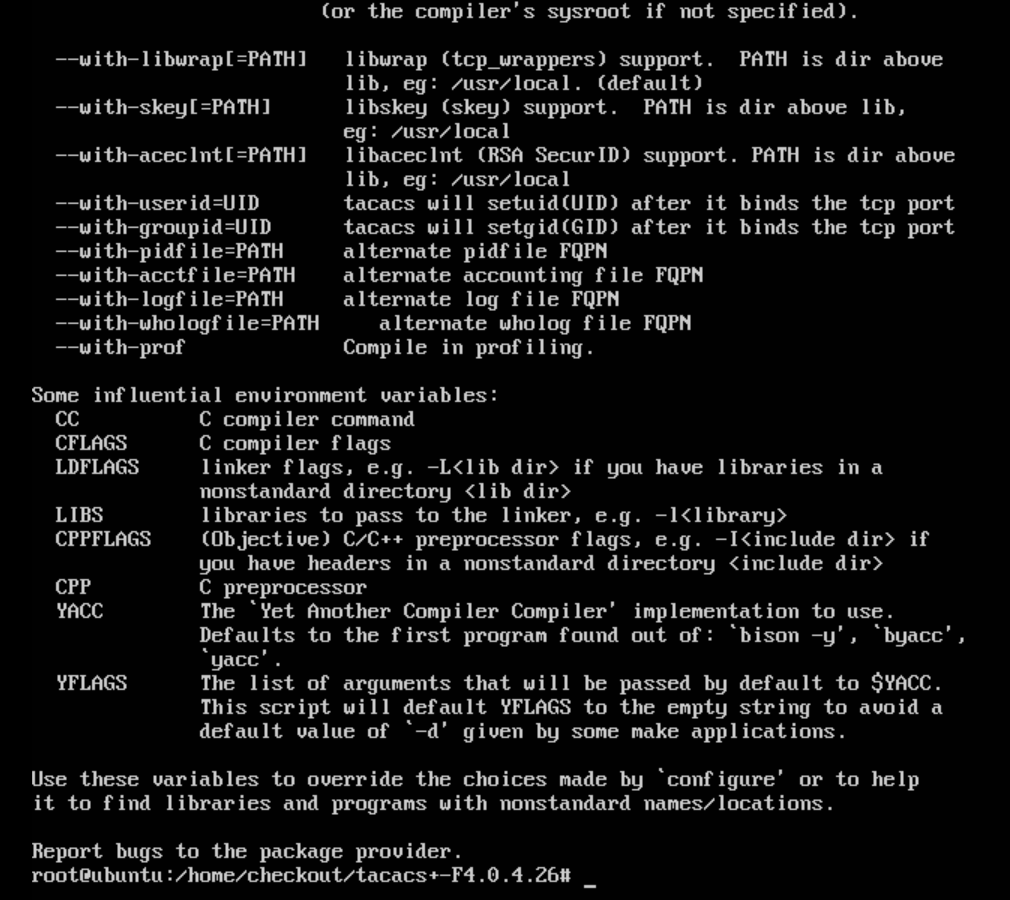 (or the compiler's sysroot if not specified).
--with-libwrap[=PATH] libwrap (tcp_wrappers) support. PATH is dir above
lib, eg: /usr/local. (default)
--with-skey[=PATH] libskey (skey) support. PATH is dir above lib,
eg: /usr/local
--with-aceclnt[=PATH] libaceclnt (RSA SecurID) support. PATH is dir above
lib, eg: /usr/local
--with-userid=UID tacacs will setuid(UID) after it binds the tcp port
--with-groupid=UID tacacs will setgid(GID) after it binds the tcp port
--with-pidfile=PATH alternate pidfile FQPN
--with-acctfile=PATH alternate accounting file FQPN
--with-logfile=PATH alternate log file FQPN
--with-whologfile=PATH alternate wholog file FQPN
--with-prof Compile in profiling.
Some influential environment variables:
CC C compiler command
CFLAGS C compiler flags
LDFLAGS linker flags, e.g. -L<lib dir> if you have libraries in a
nonstandard directory <lib dir>
LIBS libraries to pass to the linker, e.g. -l<library>
CPPFLAGS (Objective) C/C++ preprocessor flags, e.g. -I<include dir> if
you have headers in a nonstandard directory <include dir>
CPP C preprocessor
YACC The `Yet Another Compiler Compiler' implementation to use.
Defaults to the first program found out of: `bison -y', `byacc',
`yacc'.
YFLAGS The list of arguments that will be passed by default to $YACC.
This script will default YFLAGS to the empty string to avoid a
default value of `-d' given by some make applications.
Use these variables to override the choices made by `configure' or to help
it to find libraries and programs with nonstandard names/locations.
Report bugs to the package provider.
root@ubuntu:/home/checkout/tacacs+-F4.0.4.26# _